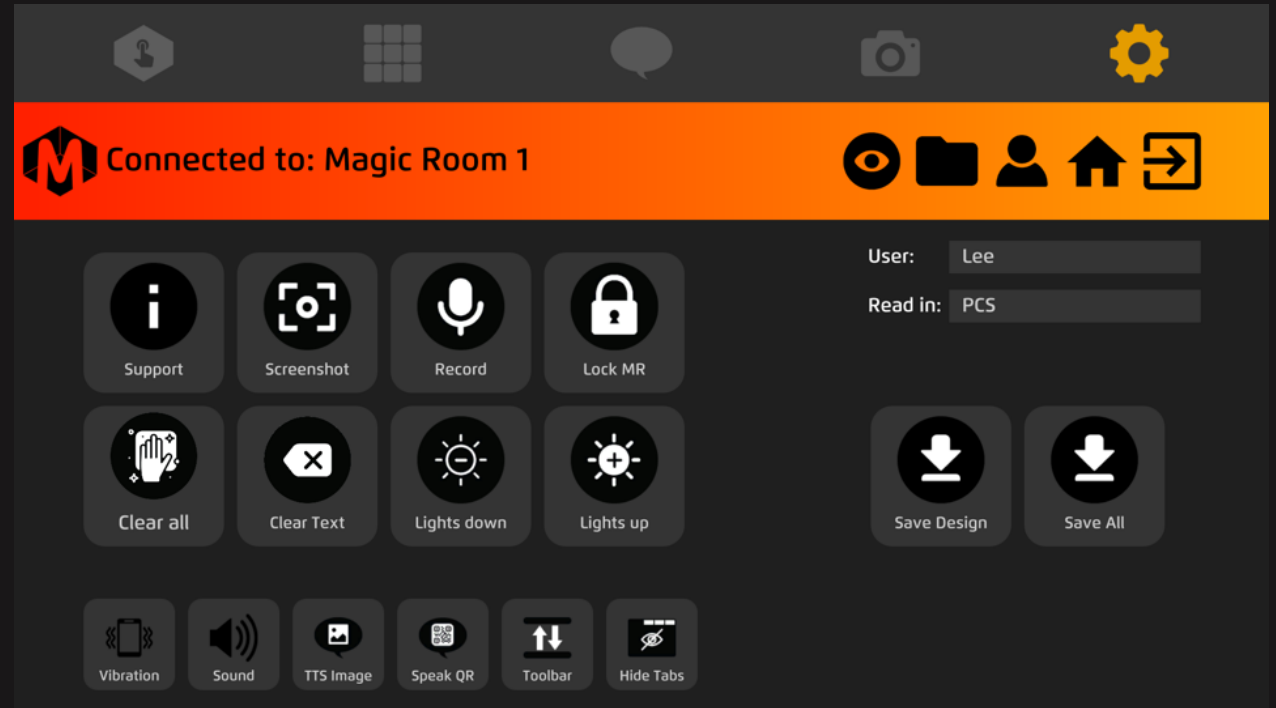 Connected to: Magic Room 1
User: Lee
Read in: PCS
Support Screenshot Record Lock MR
Clear all Clear Text Lights down Lights up
Save Design Save All
Vibration Sound TTS Image Speak QR Toolbar Hide Tabs